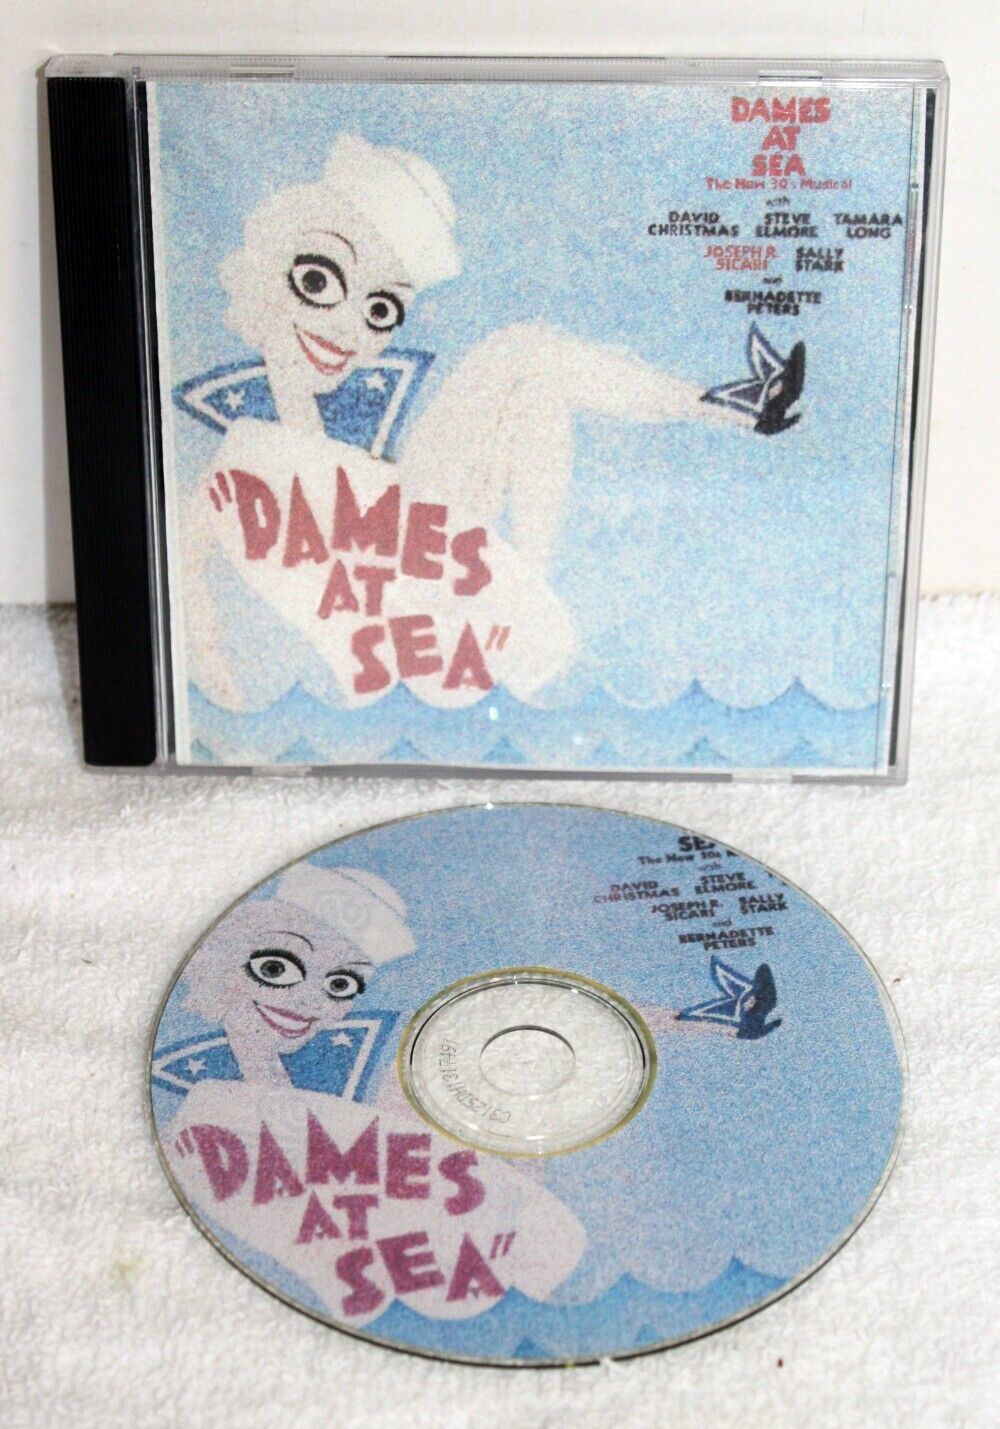 DAMES
AT
SEA
The New 30's Musical
with
DAVID CHRISTMAS
STEVE ELMORE
TAMARA LONG
JOSEPH R. SICARI
SALLY STARK
and
BERNADETTE
PETERS
"DAMES
AT
SEA"
The New 30s
with
DAVID CHRISTMAS
STEVE ELMORE
JOSEPH R. SICARI
SALLY STARK
and
BERNADETTE
PETERS
"DAMES
AT
SEA"